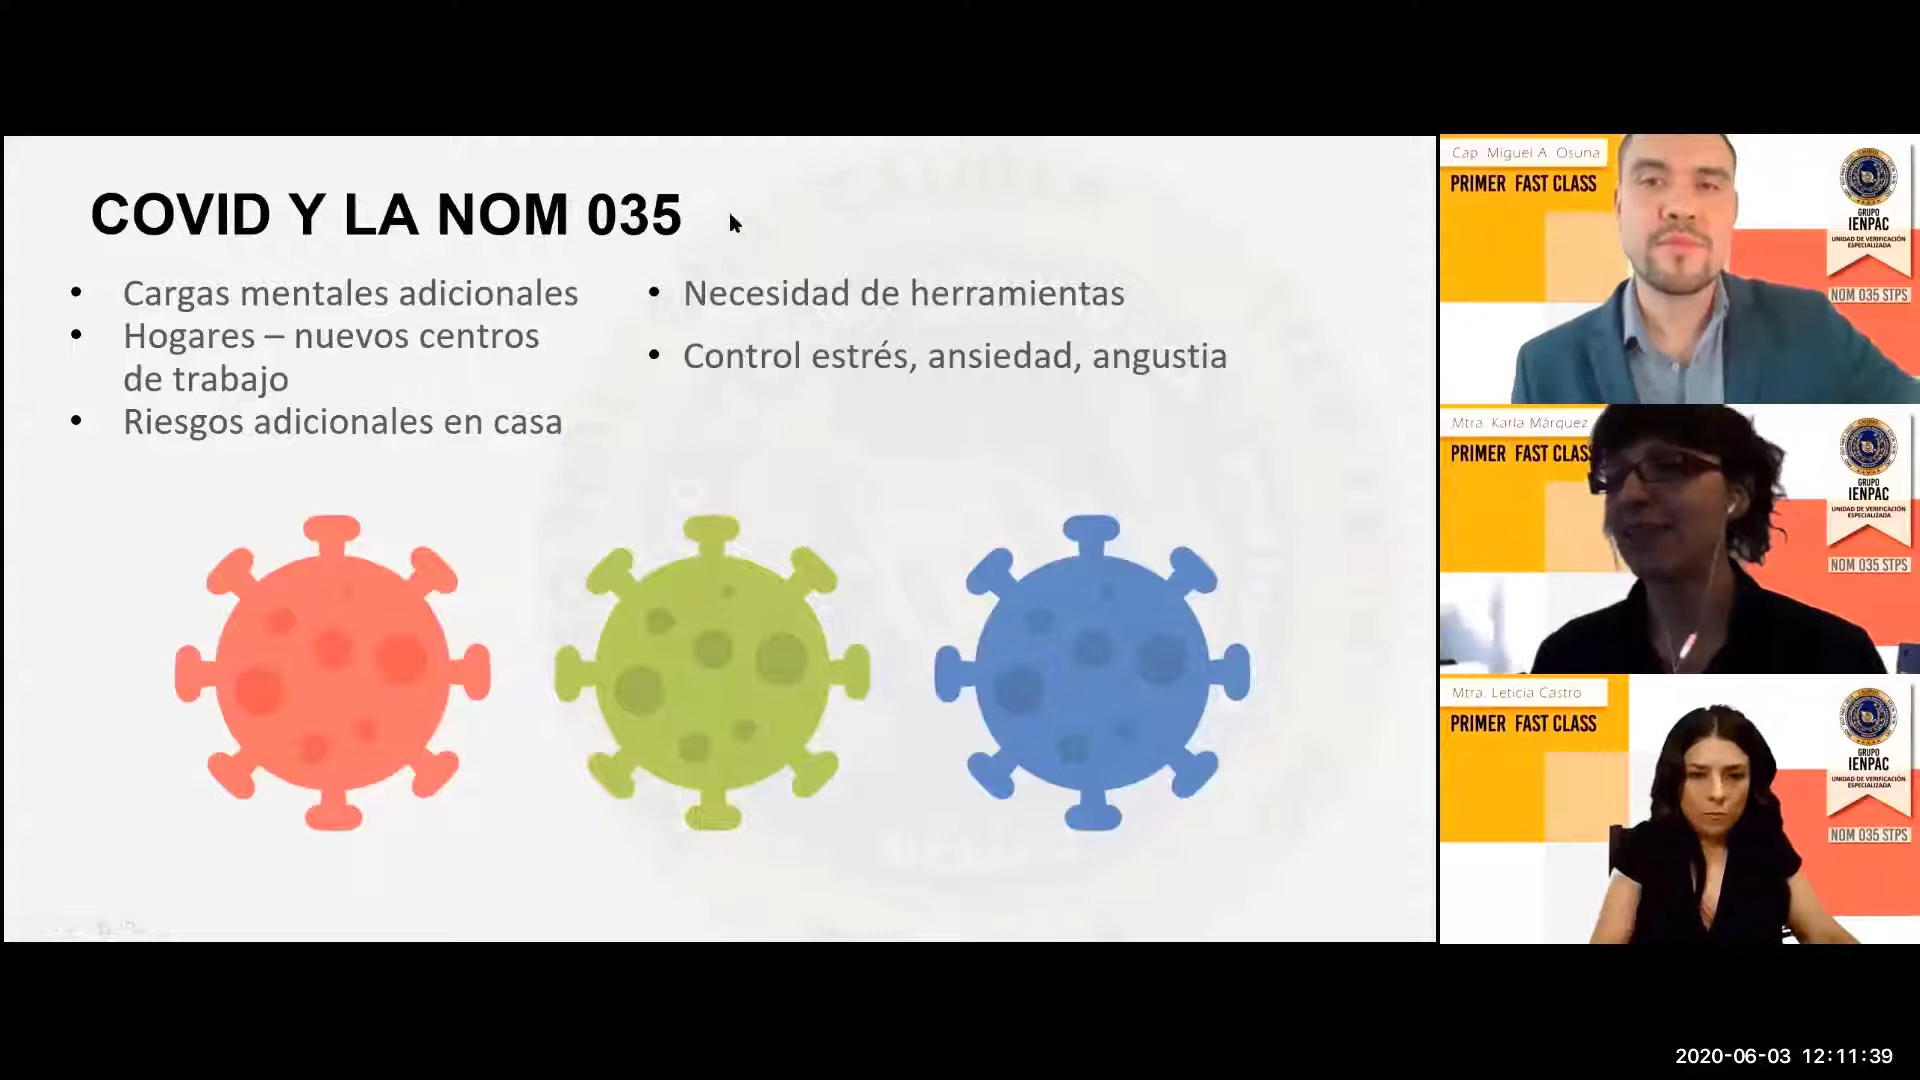 COVID Y LA NOM 035
Cargas mentales adicionales
Hogares – nuevos centros
de trabajo
Riesgos adicionales en casa
Necesidad de herramientas
Control estrés, ansiedad, angustia
Cap. Miguel A. Osuna
PRIMER FAST CLASS
GRUPO
IENPAC
UNIDAD DE VERIFICACIÓN
ESPECIALIZADA
NOM 035 STPS
Mtra. Karla Márquez
PRIMER FAST CLASS
GRUPO
IENPAC
UNIDAD DE VERIFICACIÓN
ESPECIALIZADA
NOM 035 STPS
Mtra. Leticia Castro
PRIMER FAST CLASS
GRUPO
IENPAC
UNIDAD DE VERIFICACIÓN
ESPECIALIZADA
NOM 035 STPS
2020-06-03 12:11:39